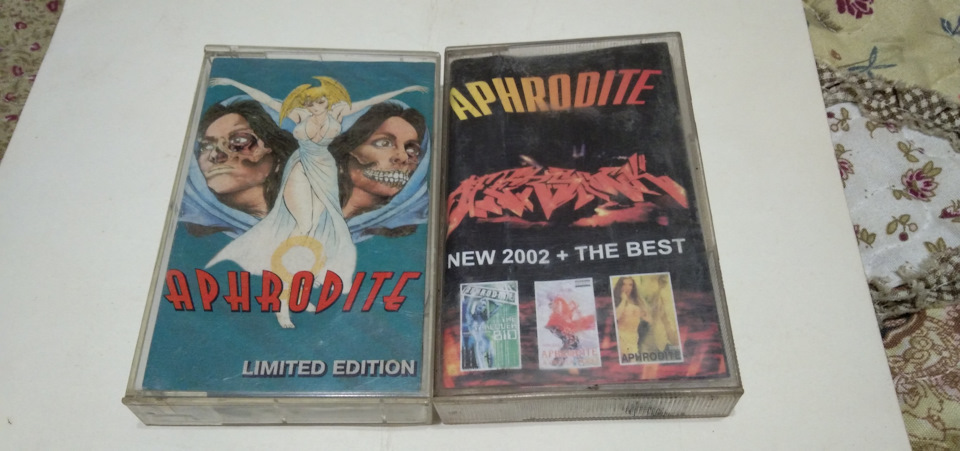 APHRODITE
LIMITED EDITION
APHRODITE
NEW 2002 + THE BEST
APHRODITE